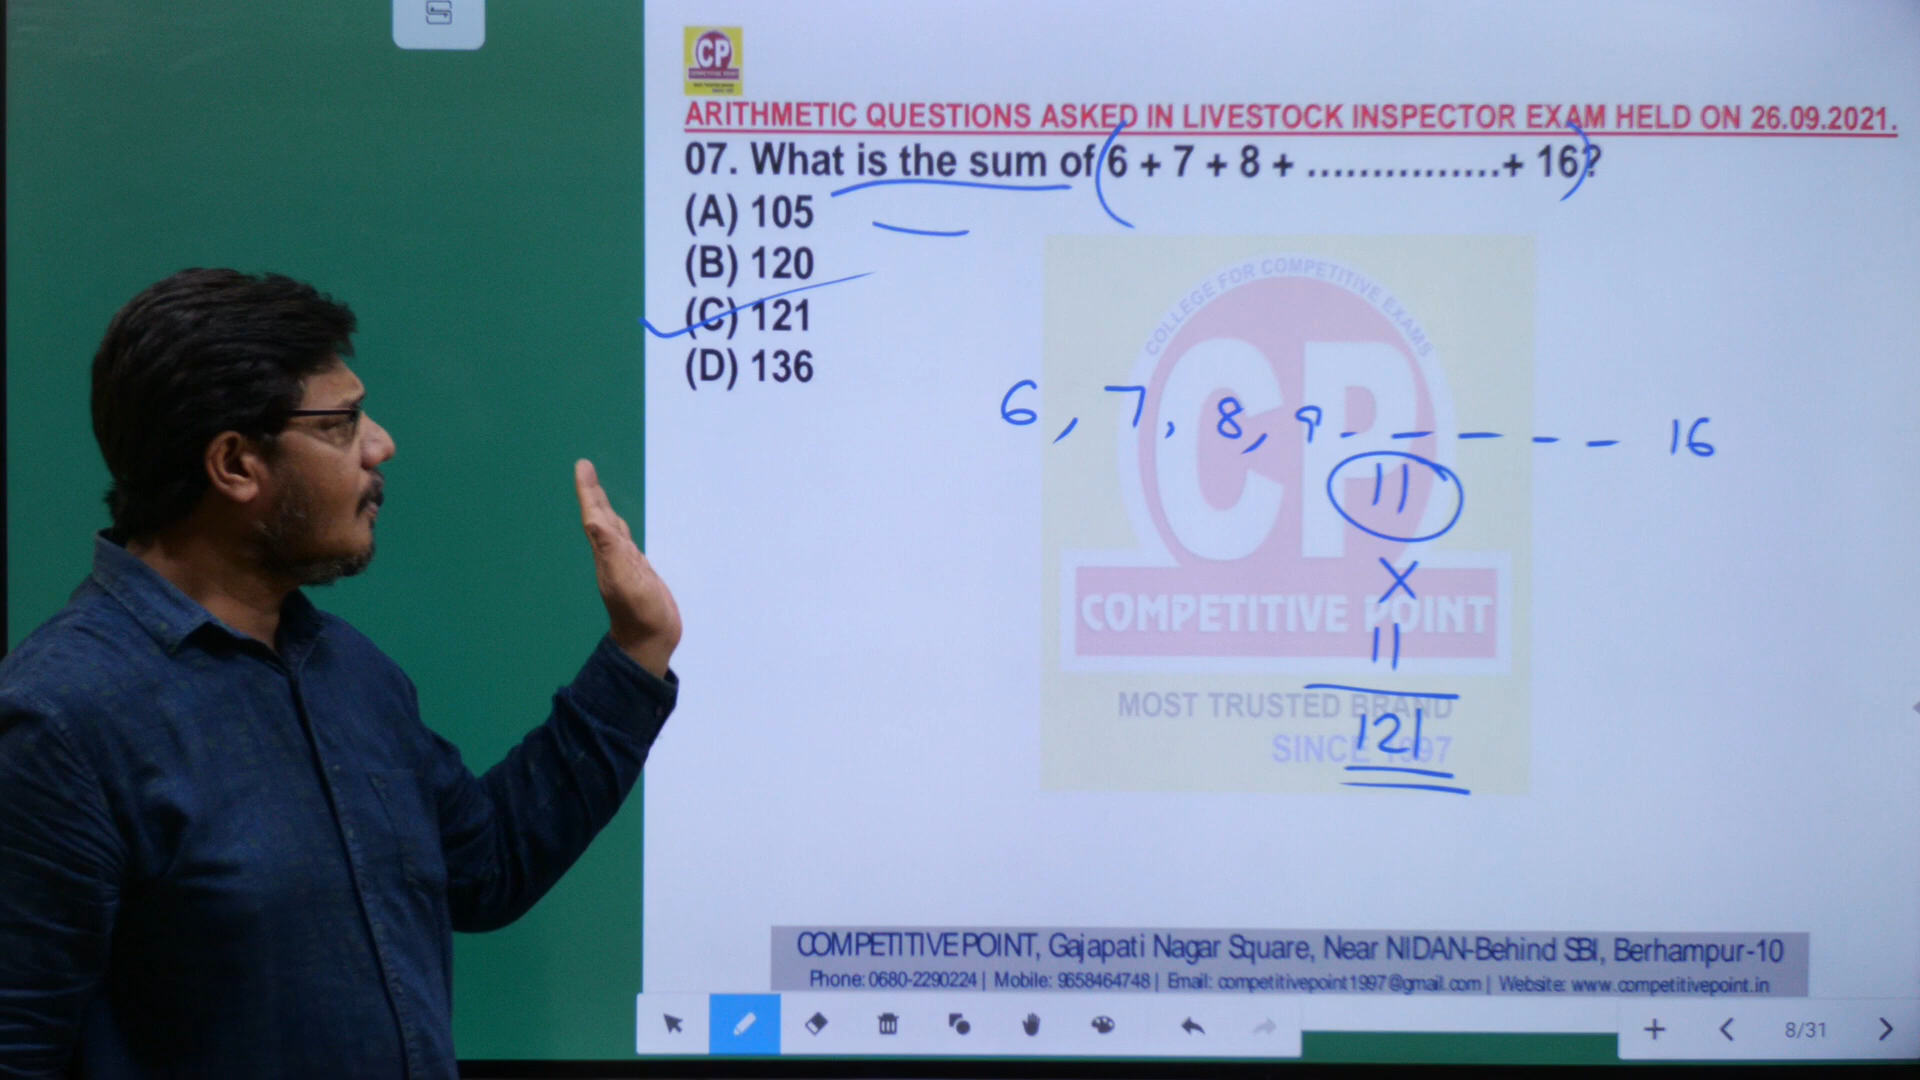 CP
COMPETITIVE POINT
ARITHMETIC QUESTIONS ASKED IN LIVESTOCK INSPECTOR EXAM HELD ON 26.09.2021.
07. What is the sum of (6 + 7 + 8 + ...............+ 16)?
(A) 105
(B) 120
(C) 121
(D) 136
COLLEGE FOR COMPETITIVE EXAMS
CP
COMPETITIVE POINT
MOST TRUSTED BRAND
SINCE 1997
6, 7, 8, 9 - - - - - 16
11
x
11
121
COMPETITIVE POINT, Gajapati Nagar Square, Near NIDAN-Behind SBI, Berhampur-10
Phone: 0680-2290224 | Mobile: 9658464748 | Email: competitivepoint1997@gmail.com | Website: www.competitivepoint.in
8/31